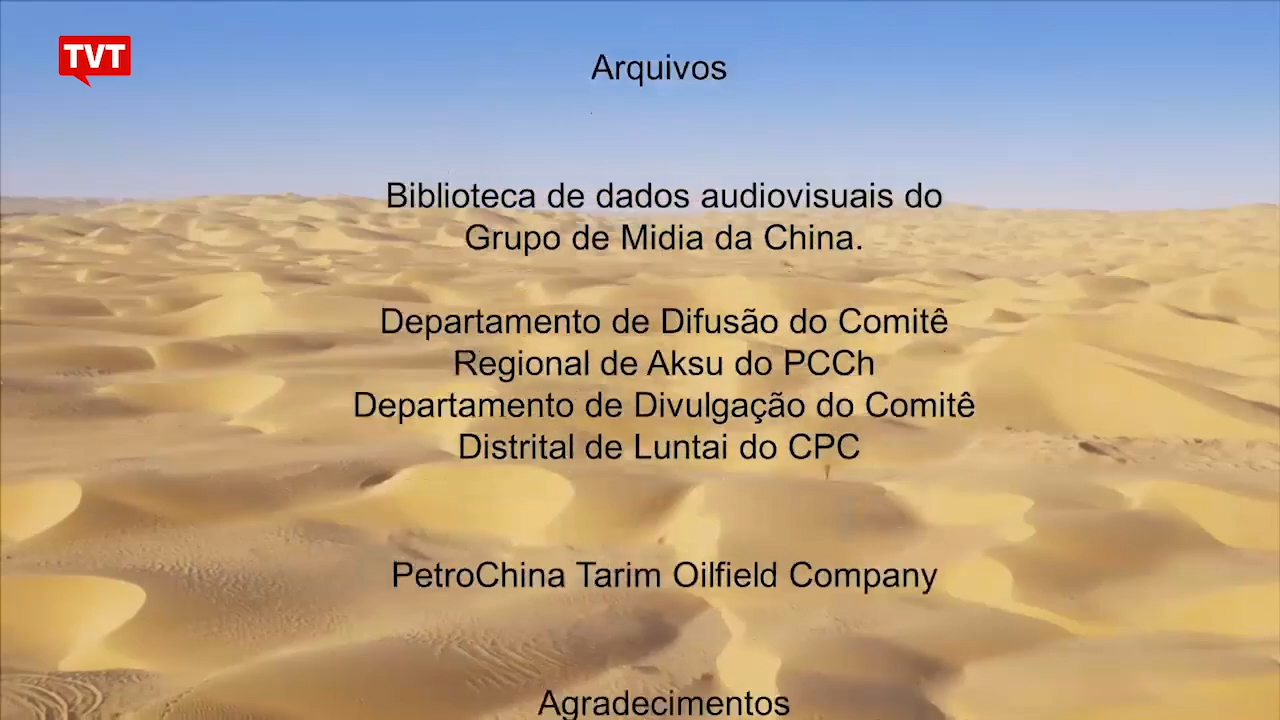 TVT
Arquivos
Biblioteca de dados audiovisuais do
Grupo de Midia da China.
Departamento de Difusão do Comitê
Regional de Aksu do PCCh
Departamento de Divulgação do Comitê
Distrital de Luntai do CPC
PetroChina Tarim Oilfield Company
Agradecimentos